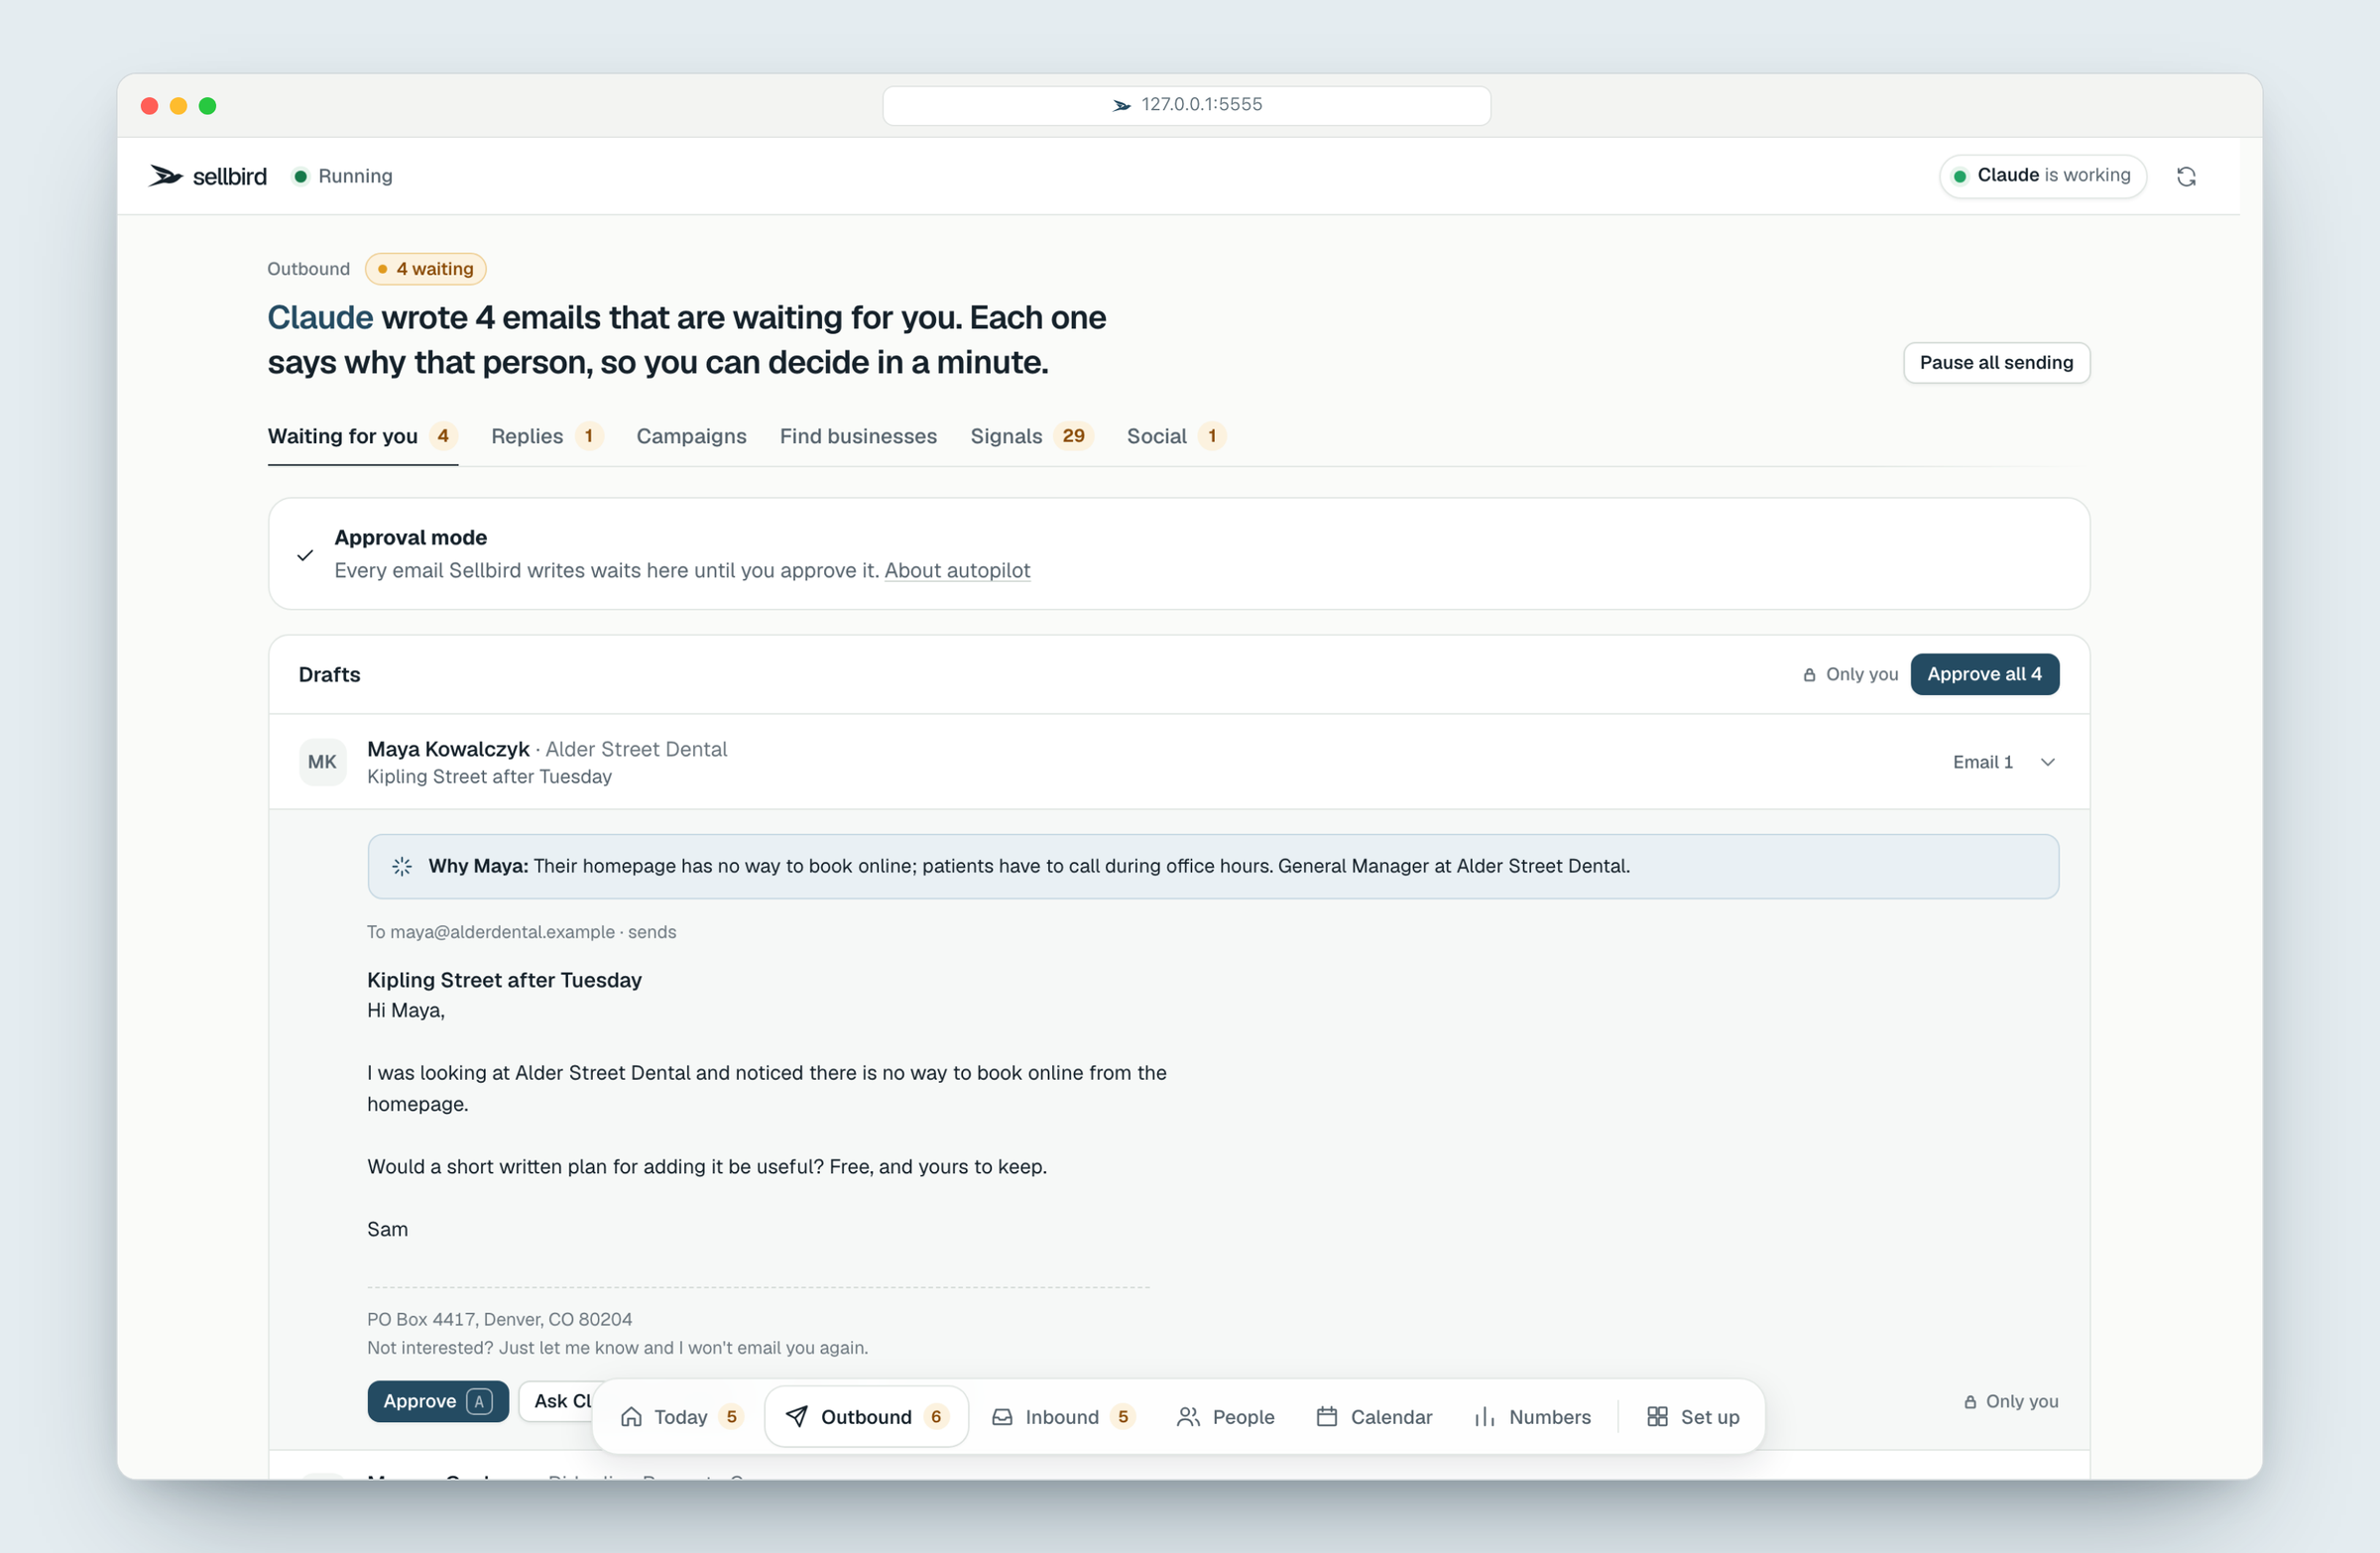 127.0.0.1:5555
sellbird
Running
Claude is working
Outbound
4 waiting
Claude wrote 4 emails that are waiting for you. Each one
says why that person, so you can decide in a minute.
Pause all sending
Waiting for you 4
Replies 1
Campaigns
Find businesses
Signals 29
Social 1
Approval mode
Every email Sellbird writes waits here until you approve it. About autopilot
Drafts
Only you
Approve all 4
MK
Maya Kowalczyk · Alder Street Dental
Kipling Street after Tuesday
Email 1
Why Maya: Their homepage has no way to book online; patients have to call during office hours. General Manager at Alder Street Dental.
To maya@alderdental.example · sends
Kipling Street after Tuesday
Hi Maya,
I was looking at Alder Street Dental and noticed there is no way to book online from the
homepage.
Would a short written plan for adding it be useful? Free, and yours to keep.
Sam
PO Box 4417, Denver, CO 80204
Not interested? Just let me know and I won't email you again.
Approve A
Ask
Only you
Today 5
Outbound 6
Inbound 5
People
Calendar
Numbers
Set up